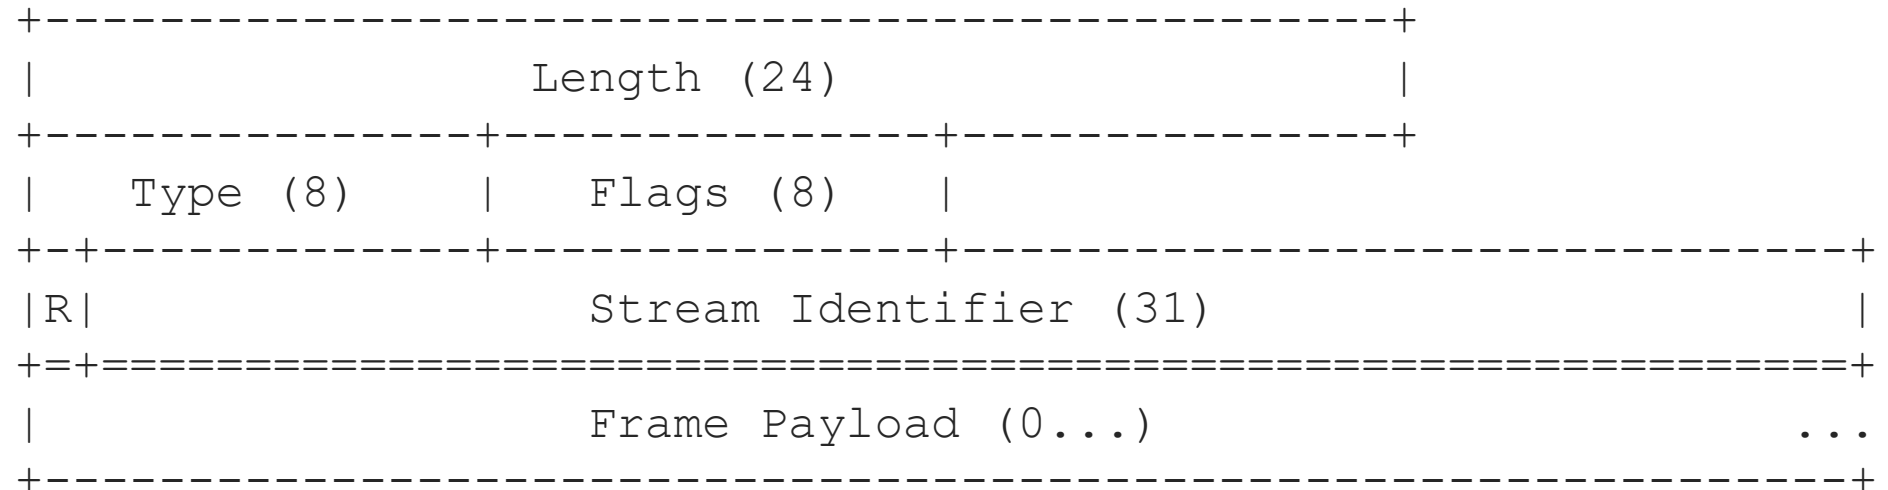 +-----------------------------------------------+
|                 Length (24)                   |
+---------------+---------------+---------------+
|   Type (8)    |   Flags (8)   |
+-+-------------+---------------+-------------------------------+
|R|                 Stream Identifier (31)                      |
+=+=============================================================+
|                   Frame Payload (0...)                      ...
+---------------------------------------------------------------+